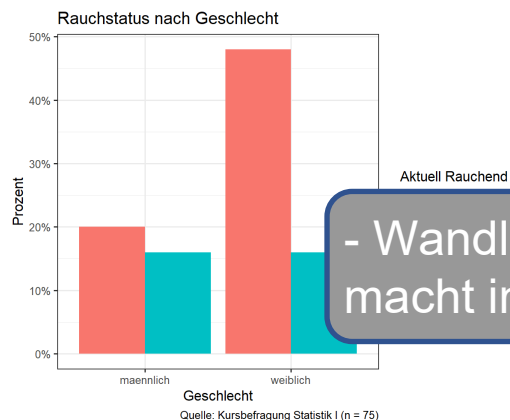 Rauchstatus nach Geschlecht
50%
40%
30%
20%
10%
0%
Prozent
maennlich weiblich
Geschlecht
Quelle: Kursbefragung Statistik I (n = 75)
Aktuell Rauchend
- Wandl
macht